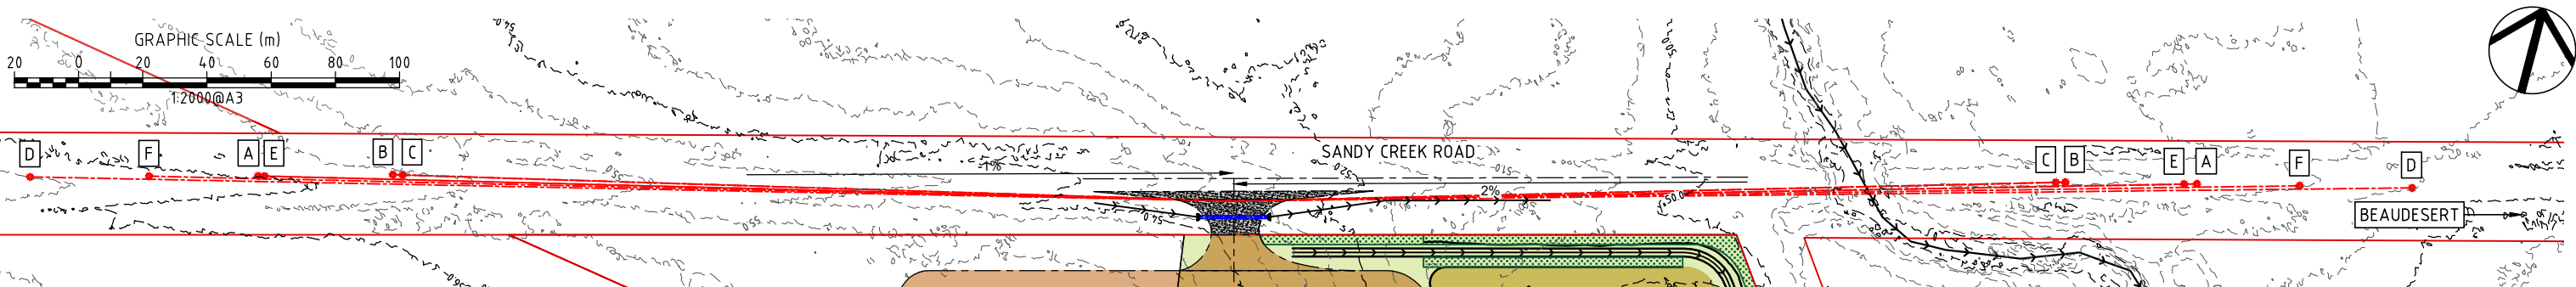 GRAPHIC SCALE (m)
20 0 20 40 60 80 100
1:2000@A3
D F A E B C
SANDY CREEK ROAD
1%
2%
C B E A F D
BEAUDESERT